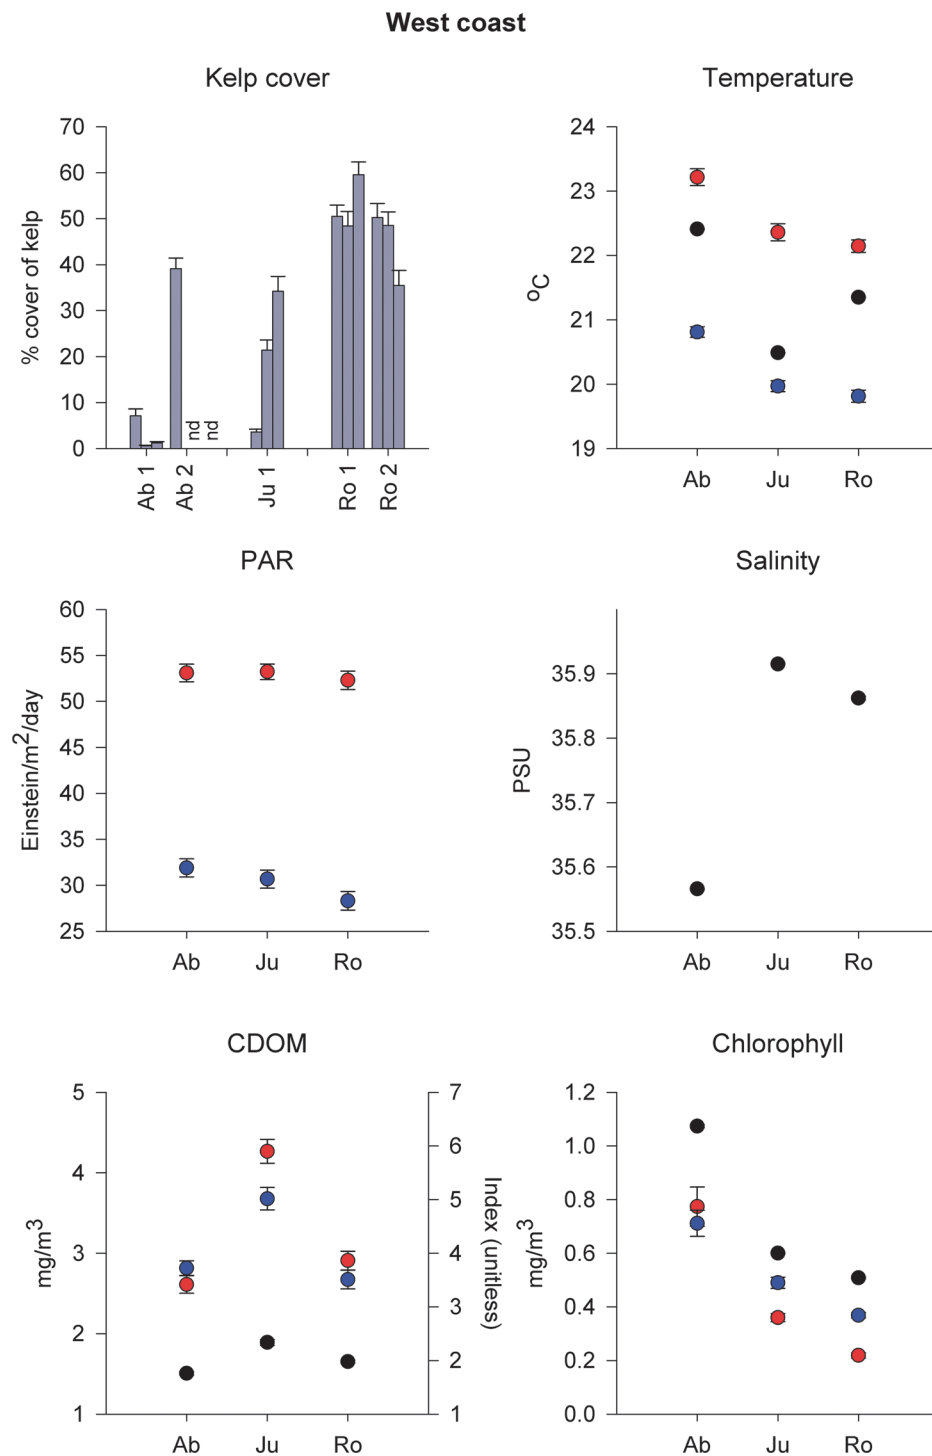 West coast
Kelp cover
% cover of kelp
70
60
50
40
30
20
10
0
nd
nd
Ab 1
Ab 2
Ju 1
Ro 1
Ro 2
Temperature
oC
24
23
22
21
20
19
Ab Ju Ro
PAR
Einstein/m2/day
60
55
50
45
40
35
30
25
Ab Ju Ro
Salinity
PSU
35.9
35.8
35.7
35.6
35.5
Ab Ju Ro
CDOM
mg/m3
5
4
3
2
1
7
6
5
4
3
2
1
Index (unitless)
Ab Ju Ro
Chlorophyll
mg/m3
1.2
1.0
0.8
0.6
0.4
0.2
0.0
Ab Ju Ro